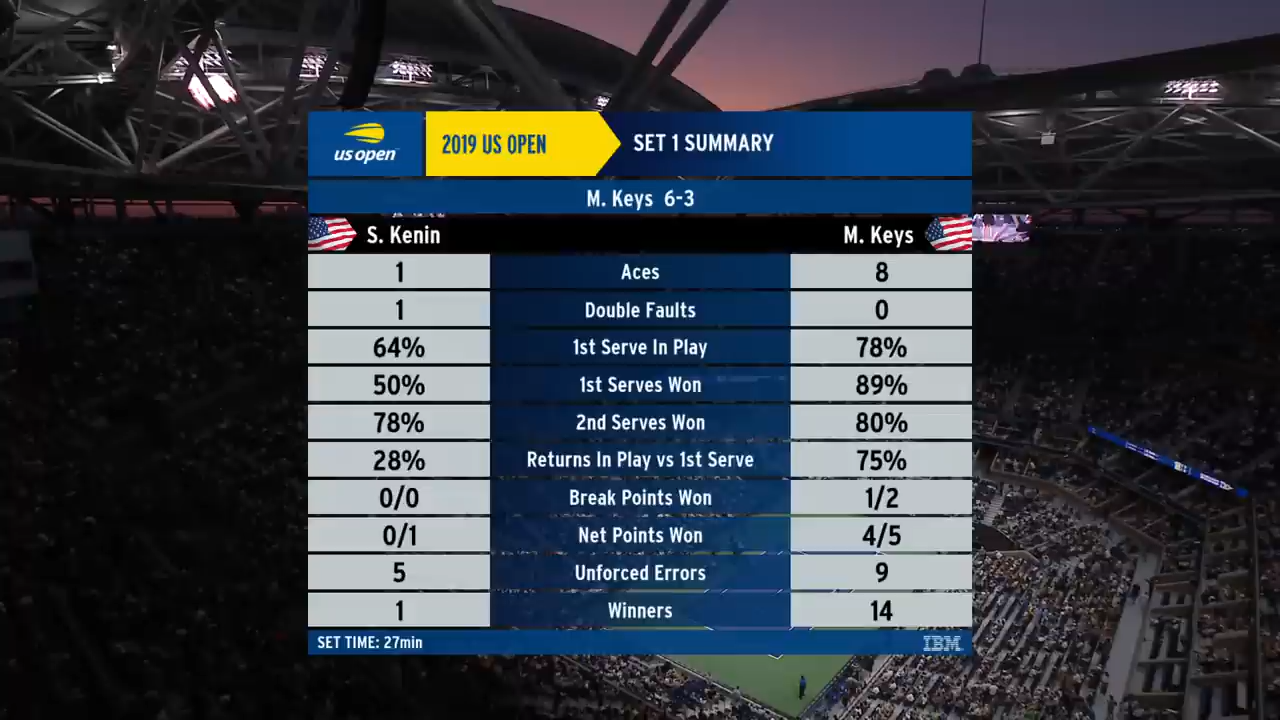 us open
2019 US OPEN
SET 1 SUMMARY
M. Keys 6-3
S. Kenin M. Keys
1 Aces 8
1 Double Faults 0
64% 1st Serve In Play 78%
50% 1st Serves Won 89%
78% 2nd Serves Won 80%
28% Returns In Play vs 1st Serve 75%
0/0 Break Points Won 1/2
0/1 Net Points Won 4/5
5 Unforced Errors 9
1 Winners 14
SET TIME: 27min IBM